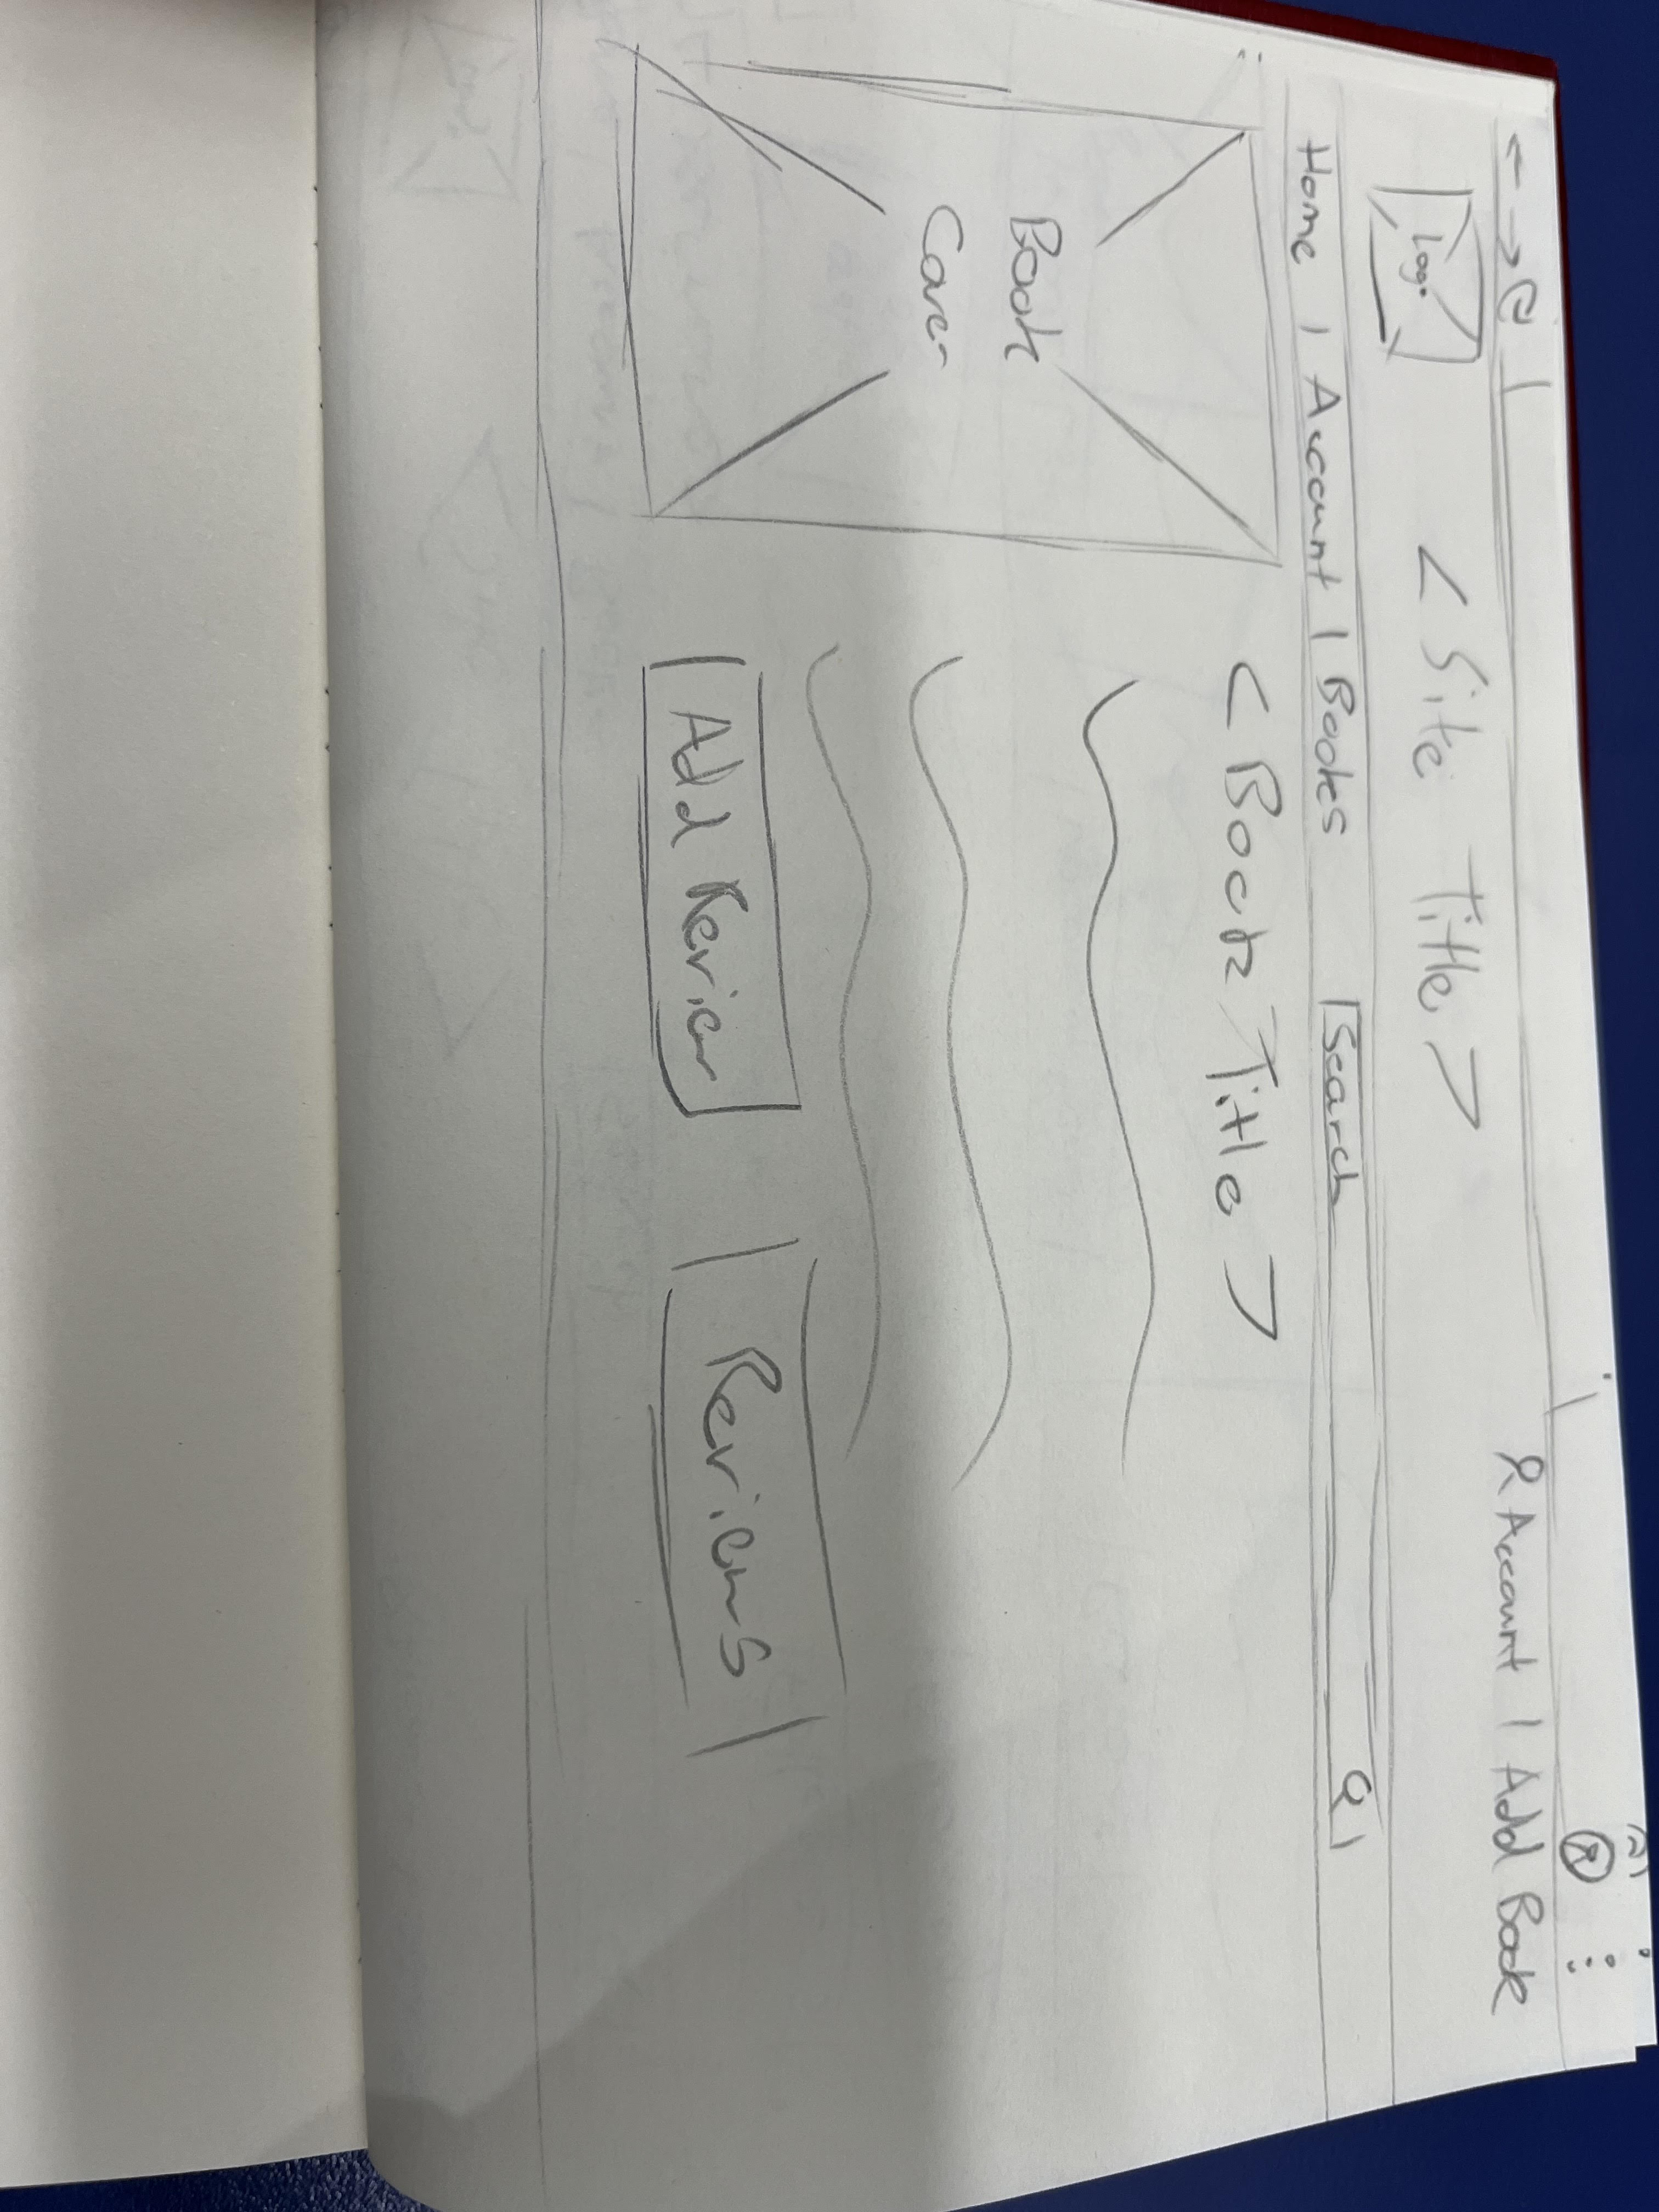 Account | Add Book
Logo
< Site Title >
Home | Account | Books
Search
< Book Title >
Book
Cover
Add Review
Reviews